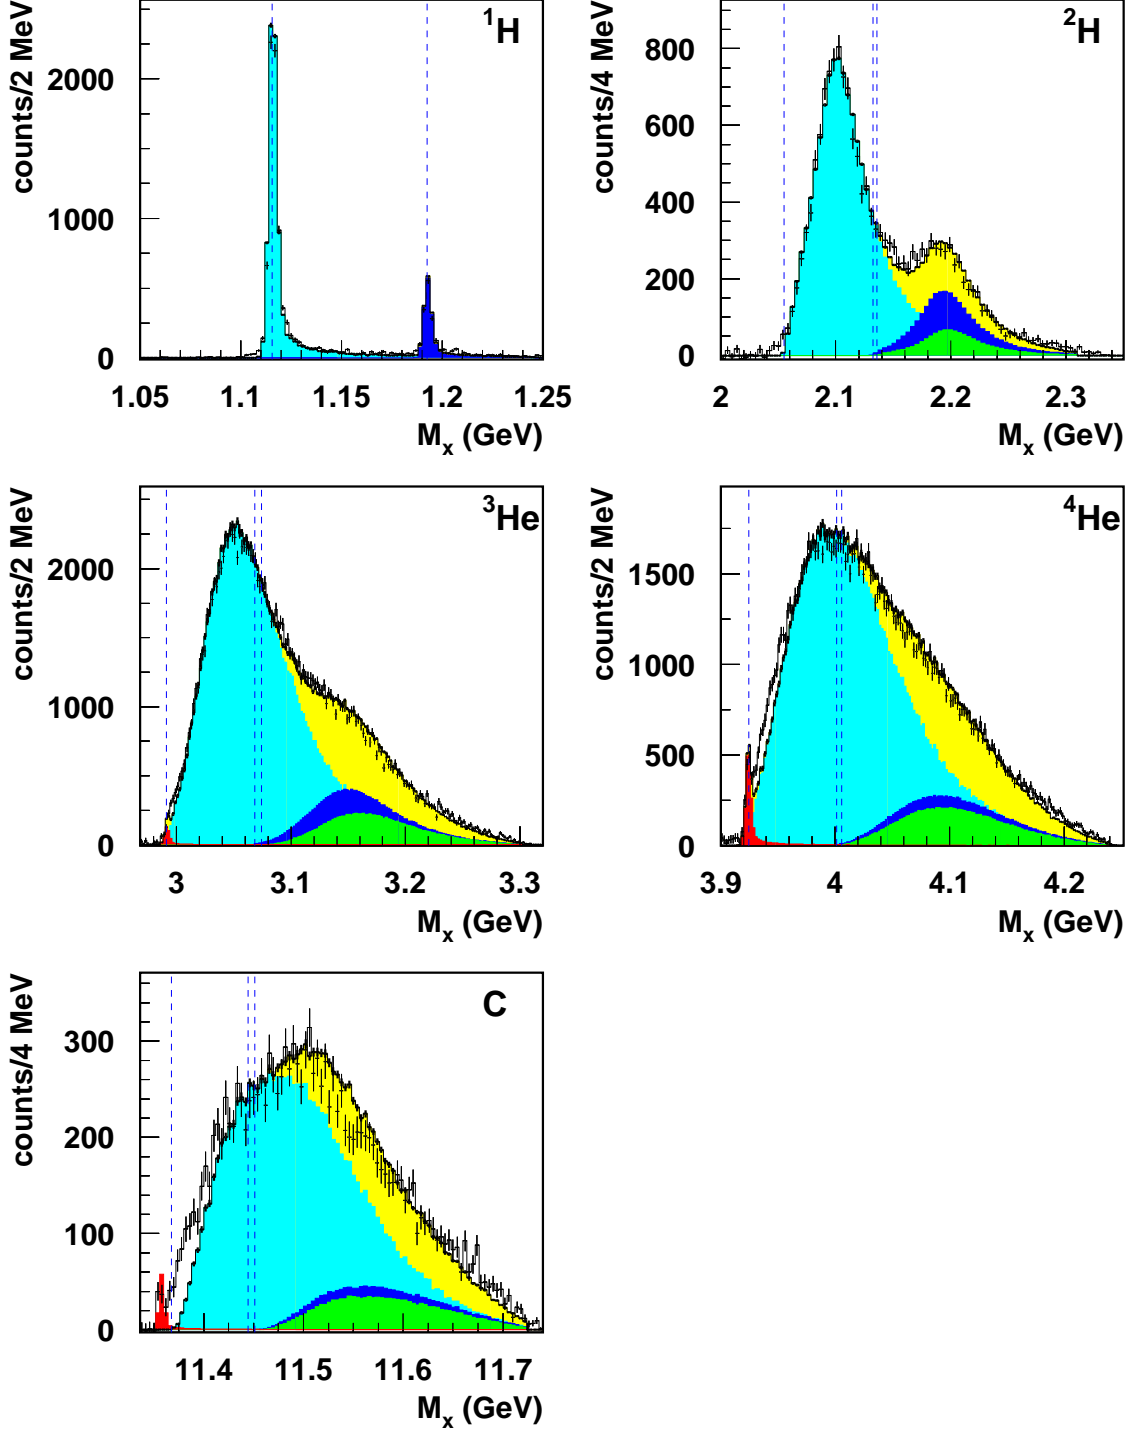 counts/2 MeV
2000
1000
0
¹H
1.05 1.1 1.15 1.2 1.25
Mₓ (GeV)
counts/4 MeV
800
600
400
200
0
²H
2 2.1 2.2 2.3
Mₓ (GeV)
counts/2 MeV
2000
1000
0
³He
3 3.1 3.2 3.3
Mₓ (GeV)
counts/2 MeV
1500
1000
500
0
⁴He
3.9 4 4.1 4.2
Mₓ (GeV)
counts/4 MeV
300
200
100
0
C
11.4 11.5 11.6 11.7
Mₓ (GeV)